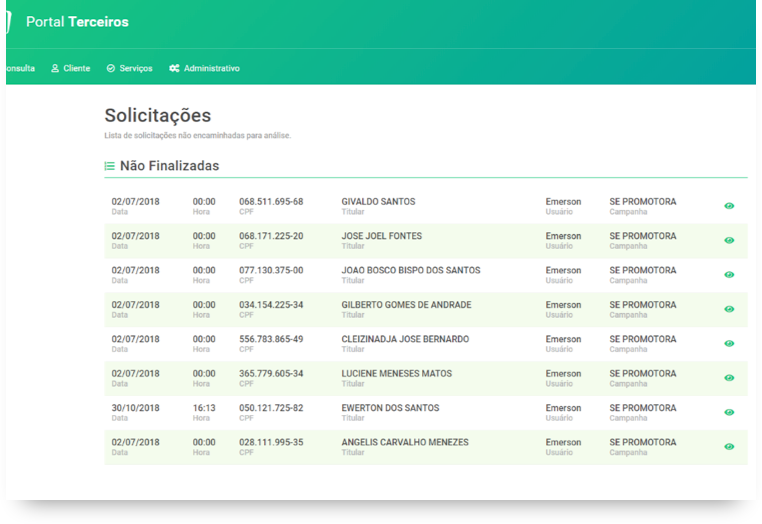 Portal Terceiros
onsulta Cliente Serviços Administrativo
Solicitações
Lista de solicitações não encaminhadas para análise.
Não Finalizadas
02/07/2018 00:00 068.511.695-68 GIVALDO SANTOS Emerson SE PROMOTORA
Data Hora CPF Titular Usuário Campanha
02/07/2018 00:00 068.171.225-20 JOSE JOEL FONTES Emerson SE PROMOTORA
Data Hora CPF Titular Usuário Campanha
02/07/2018 00:00 077.130.375-00 JOAO BOSCO BISPO DOS SANTOS Emerson SE PROMOTORA
Data Hora CPF Titular Usuário Campanha
02/07/2018 00:00 034.154.225-34 GILBERTO GOMES DE ANDRADE Emerson SE PROMOTORA
Data Hora CPF Titular Usuário Campanha
02/07/2018 00:00 556.783.865-49 CLEIZINADJA JOSE BERNARDO Emerson SE PROMOTORA
Data Hora CPF Titular Usuário Campanha
02/07/2018 00:00 365.779.605-34 LUCIENE MENESES MATOS Emerson SE PROMOTORA
Data Hora CPF Titular Usuário Campanha
30/10/2018 16:13 050.121.725-82 EWERTON DOS SANTOS Emerson SE PROMOTORA
Data Hora CPF Titular Usuário Campanha
02/07/2018 00:00 028.111.995-35 ANGELIS CARVALHO MENEZES Emerson SE PROMOTORA
Data Hora CPF Titular Usuário Campanha